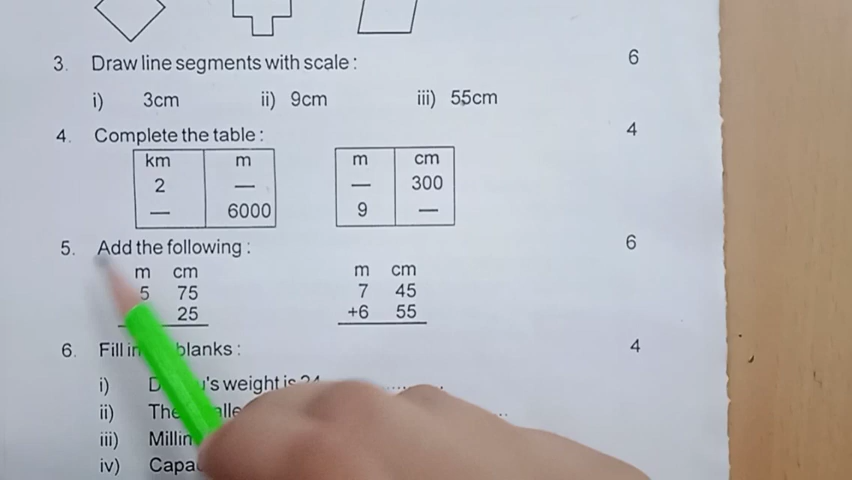 3. Draw line segments with scale : 6
i) 3cm ii) 9cm iii) 55cm
4. Complete the table : 4
km m m cm
2 — — 300
— 6000 9 —
5. Add the following : 6
m cm m cm
5 75 7 45
25 +6 55
6. Fill in blanks : 4
i) 's weight is
ii) The
iii)
iv)